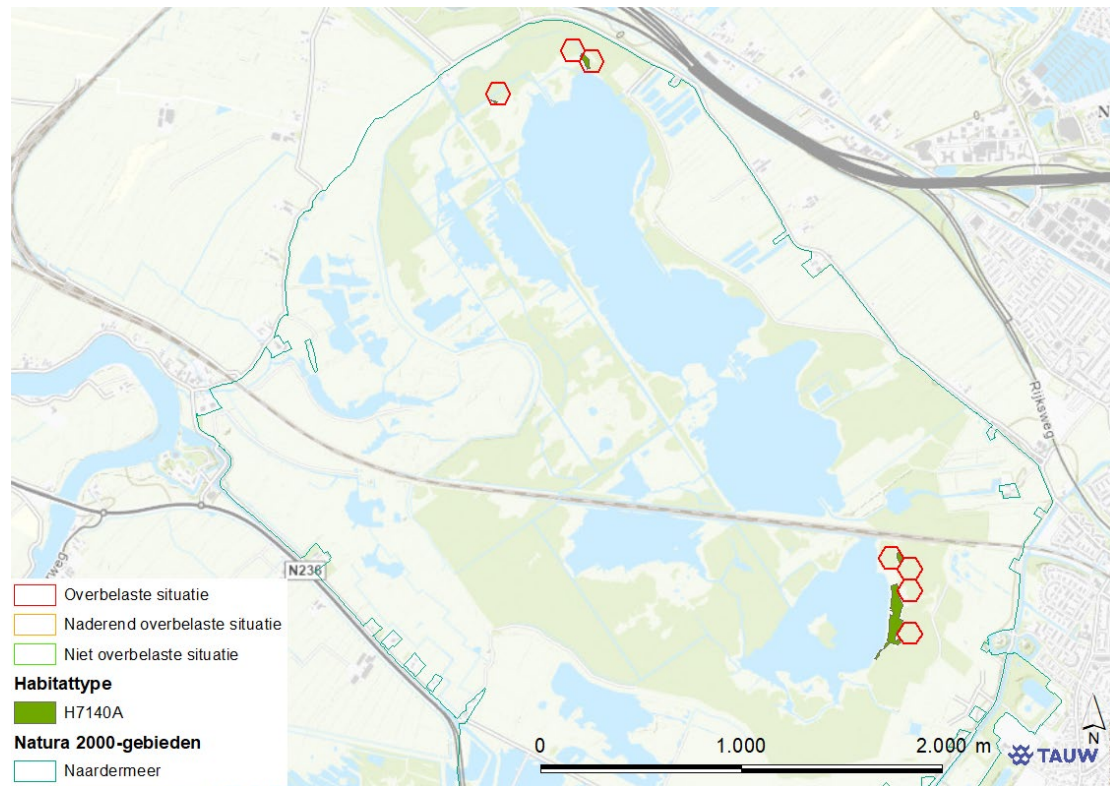 Rijksweg
N236
Overbelaste situatie
Naderend overbelaste situatie
Niet overbelaste situatie
Habitattype
H7140A
Natura 2000-gebieden
Naardermeer
0 1.000 2.000 m
N
TAUW